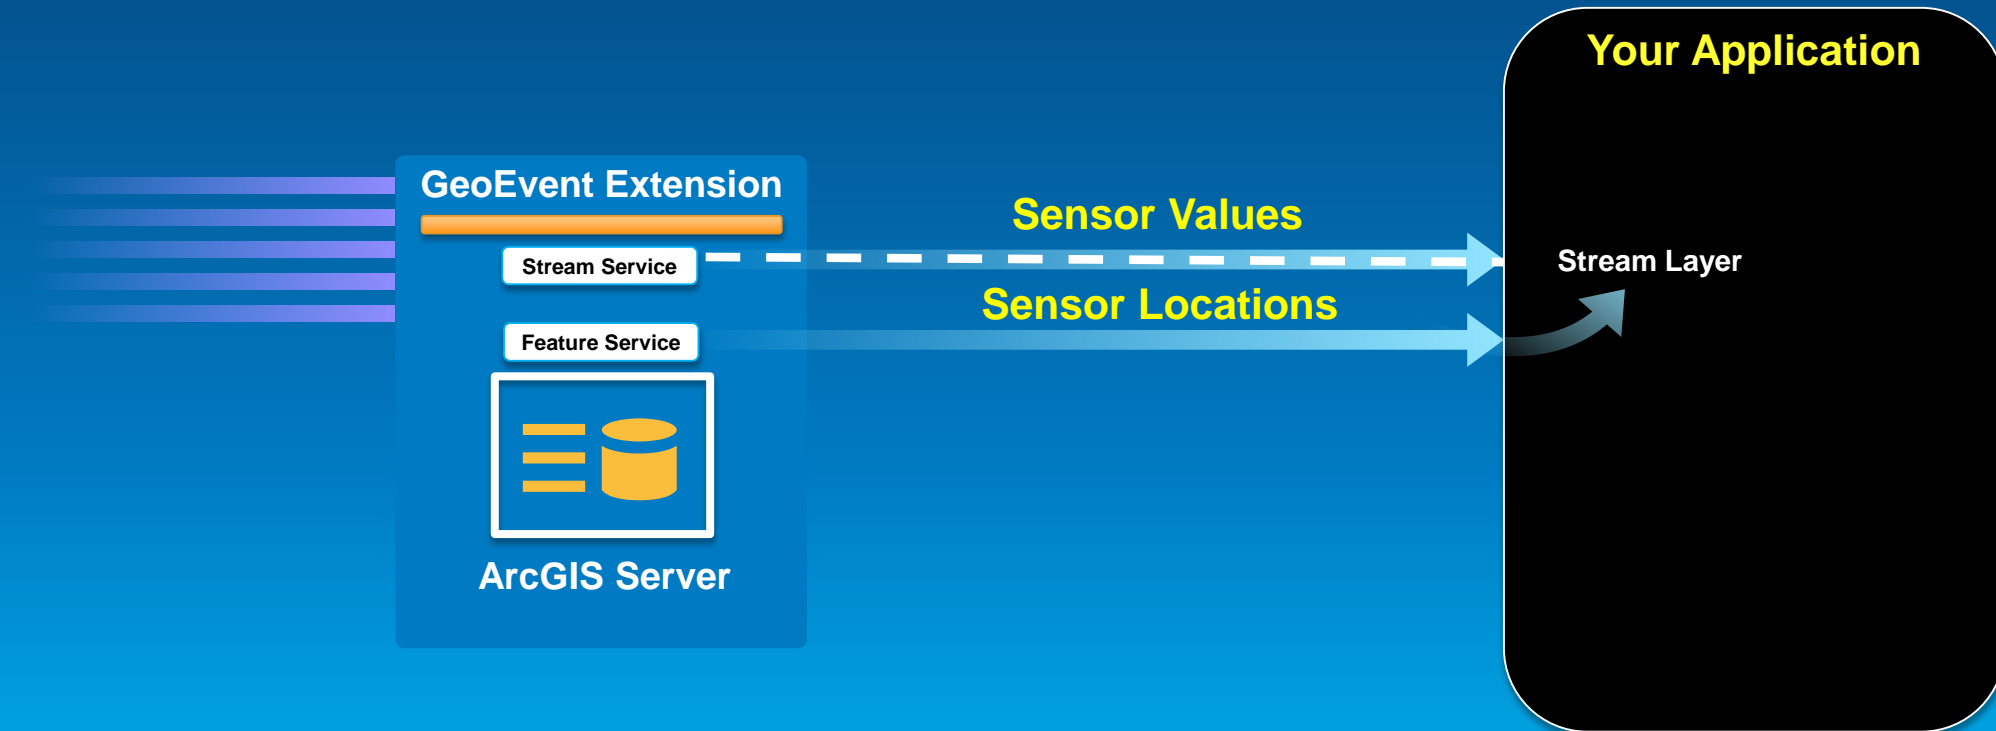 Your Application
GeoEvent Extension
Sensor Values
Stream Service
Stream Layer
Sensor Locations
Feature Service
ArcGIS Server